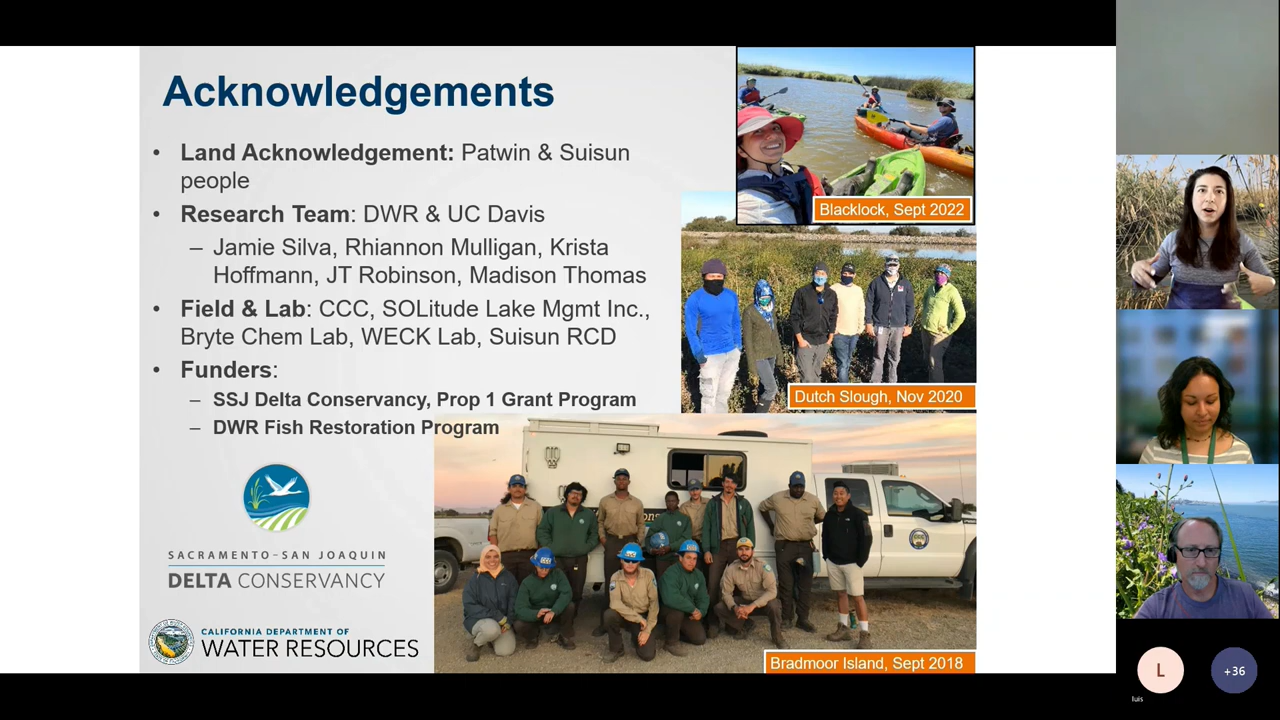 Acknowledgements
• Land Acknowledgement: Patwin & Suisun
people
• Research Team: DWR & UC Davis
– Jamie Silva, Rhiannon Mulligan, Krista
Hoffmann, JT Robinson, Madison Thomas
• Field & Lab: CCC, SOLitude Lake Mgmt Inc.,
Bryte Chem Lab, WECK Lab, Suisun RCD
• Funders:
– SSJ Delta Conservancy, Prop 1 Grant Program
– DWR Fish Restoration Program
SACRAMENTO-SAN JOAQUIN
DELTA CONSERVANCY
CALIFORNIA DEPARTMENT OF
WATER RESOURCES
Blacklock, Sept 2022
Dutch Slough, Nov 2020
Bradmoor Island, Sept 2018
L
+36
luis